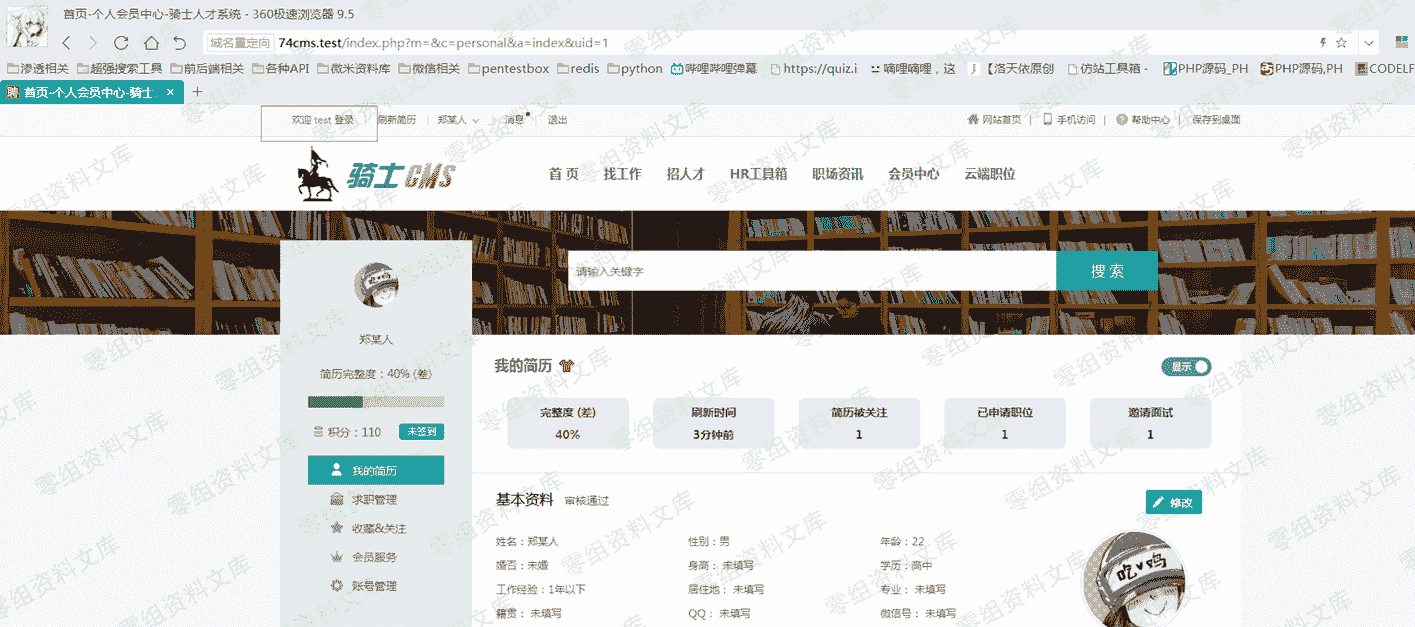 首页-个人会员中心-骑士人才系统 - 360极速浏览器 9.5
域名重定向 74cms.test/index.php?m=&c=personal&a=index&uid=1
渗透相关 超强搜索工具 前后端相关 各种API 微米资料库 微信相关 pentestbox redis python 哔哩哔哩弹幕 https://quiz.i 嘀哩嘀哩，这 【洛天依原创 仿站工具箱 - PHP源码_PH PHP源码,PH CODELF
首页-个人会员中心-骑士
欢迎 test 登录 刷新简历 | 郑某人 消息 | 退出 网站首页 | 手机访问 | 帮助中心 | 保存到桌面
骑士CMS 首 页 找工作 招人才 HR工具箱 职场资讯 会员中心 云端职位
请输入关键字 搜 索
郑某人
简历完整度：40% (差)
积分：110 未签到
我的简历
求职管理
收藏&关注
会员服务
账号管理
我的简历 显示
完整度 (差) 刷新时间 简历被关注 已申请职位 邀请面试
40% 3分钟前 1 1 1
基本资料 审核通过 修改
姓名：郑某人 性别：男 年龄：22
婚否：未婚 身高： 未填写 学历：高中
工作经验：1年以下 居住地： 未填写 专业： 未填写
籍贯： 未填写 QQ： 未填写 微信号： 未填写
吃♥鸡
零组资料文库